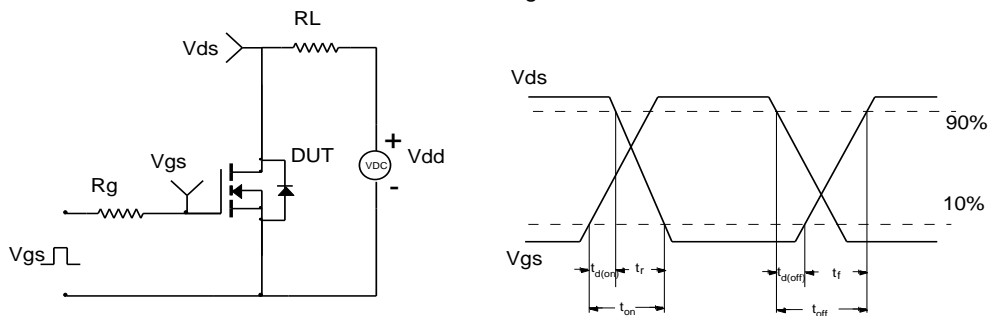 RL
Vds
+
VDC
Vdd
-
DUT
Vgs
Rg
Vgs
Vds
90%
10%
Vgs
td(on)
tr
td(off)
tf
ton
toff